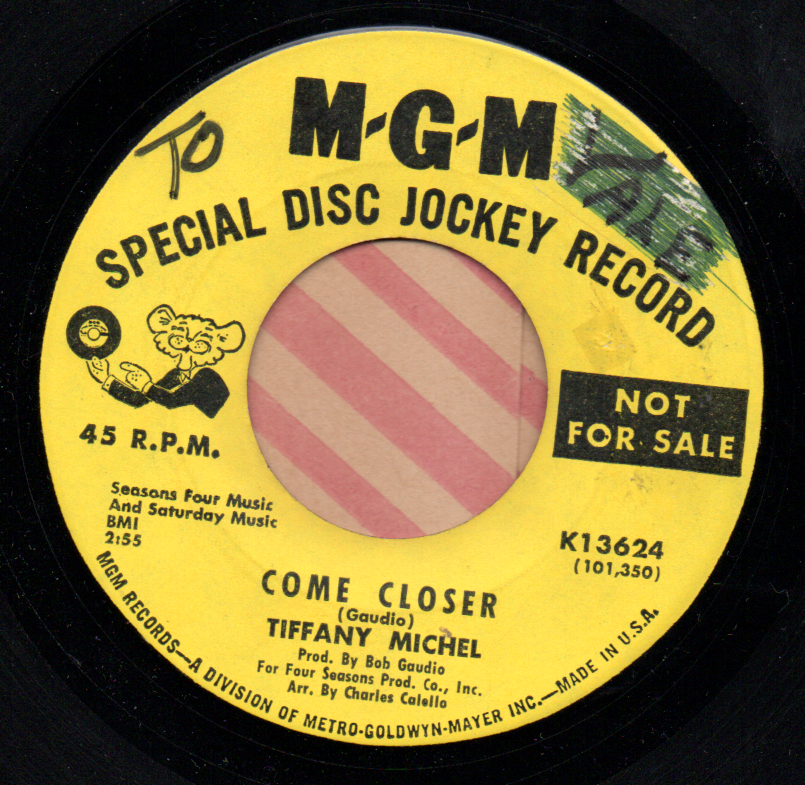 TO
M-G-M
VALE
SPECIAL DISC JOCKEY RECORD
NOT
FOR SALE
45 R.P.M.
Seasons Four Music
And Saturday Music
BMI
2:55
K13624
(101,350)
COME CLOSER
(Gaudio)
TIFFANY MICHEL
Prod. By Bob Gaudio
For Four Seasons Prod. Co., Inc.
Arr. By Charles Calello
MGM RECORDS—A DIVISION OF METRO-GOLDWYN-MAYER INC.—MADE IN U.S.A.